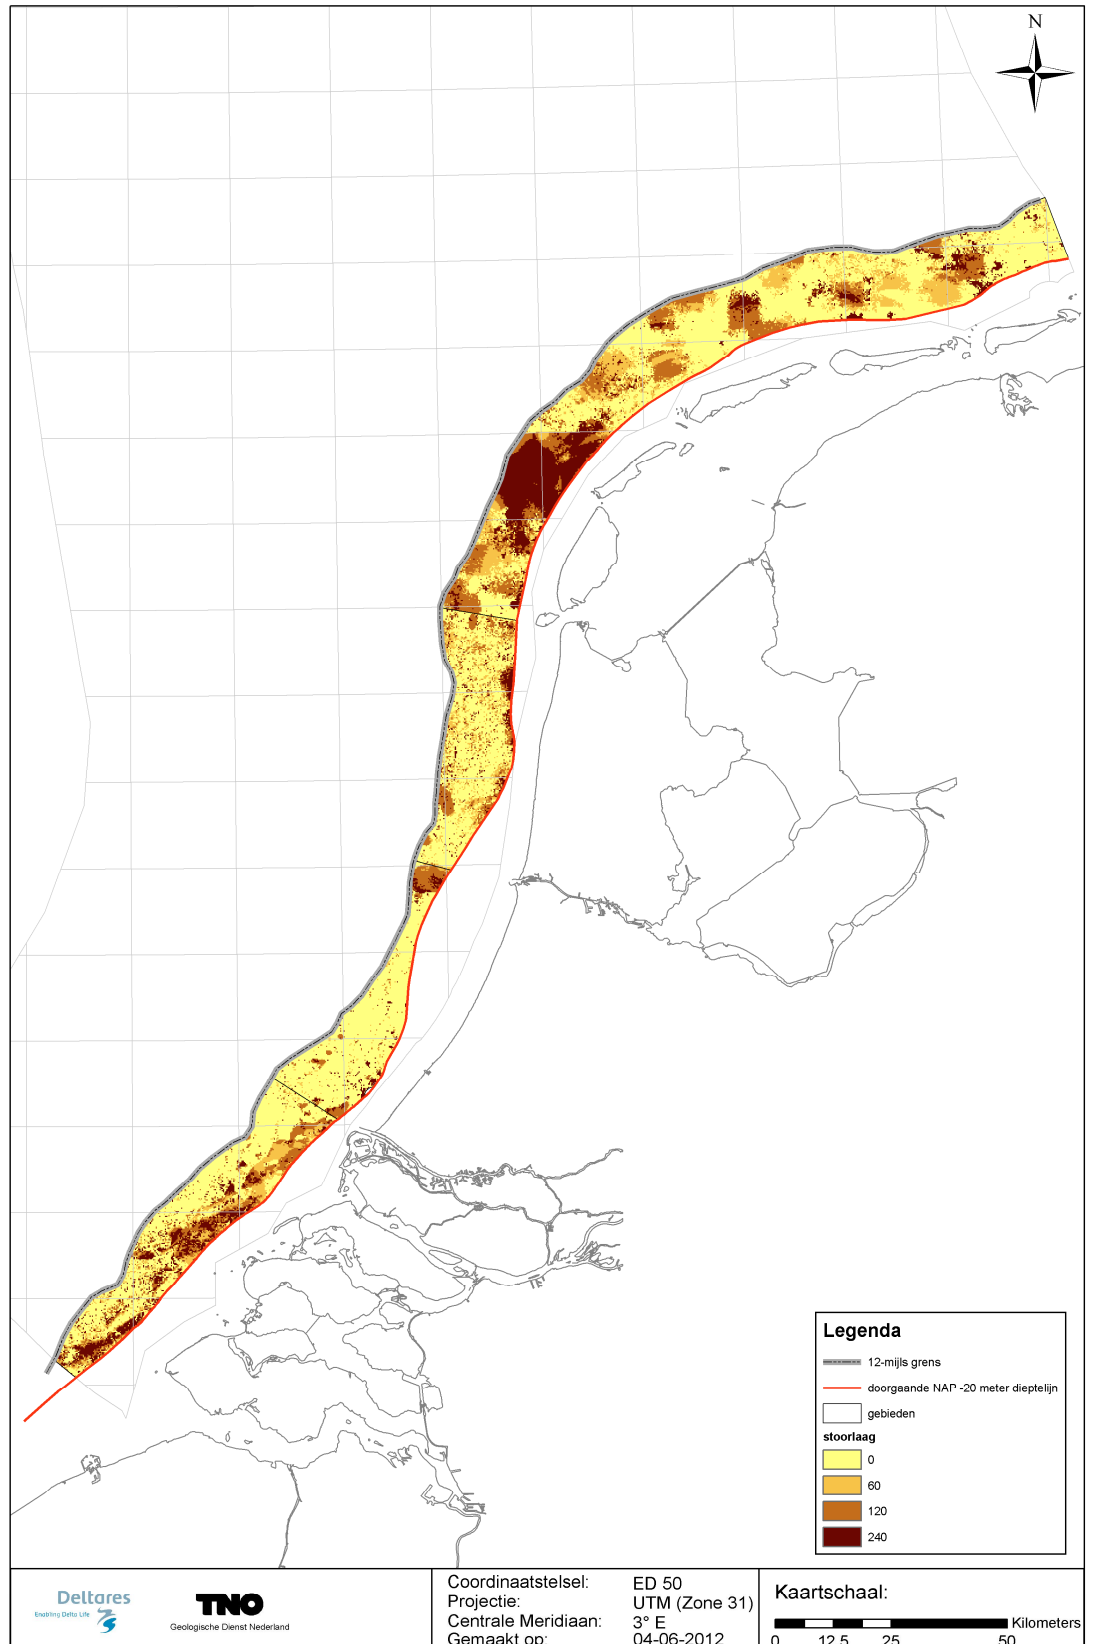 N
Legenda
12-mijls grens
doorgaande NAP -20 meter dieptelijn
gebieden
stoorlaag
0
60
120
240
Deltares
Enabling Delta Life
TNO
Geologische Dienst Nederland
Coordinaatstelsel: ED 50
Projectie: UTM (Zone 31)
Centrale Meridiaan: 3° E
Gemaakt op: 04-06-2012
Kaartschaal:
Kilometers
0 12,5 25 50